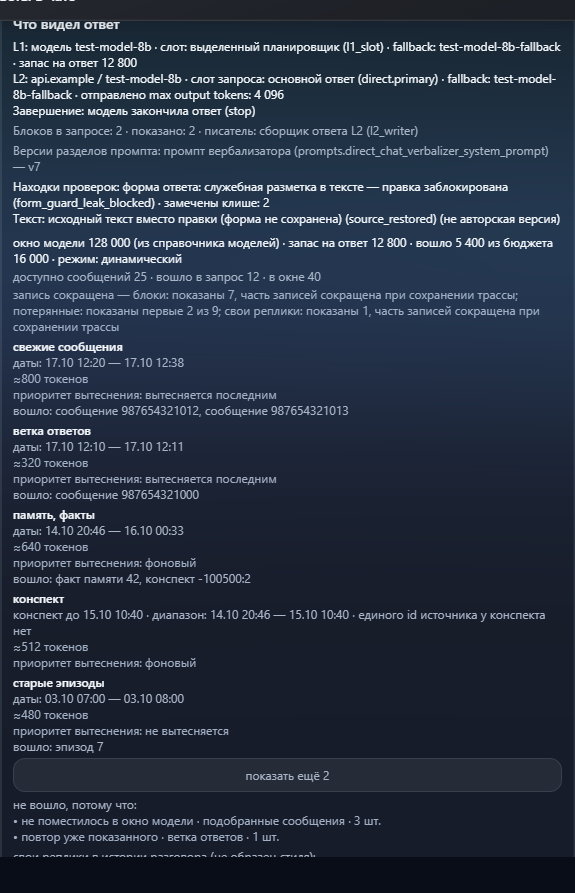 Что видел ответ
L1: модель test-model-8b · слот: выделенный планировщик (l1_slot) · fallback: test-model-fallback
· запас на ответ 12 800
L2: api.example / test-model-8b · слот запроса: основной ответ (direct.primary) · fallback: test-model-
8b-fallback · отправлено max output tokens: 4 096
Завершение: модель закончила ответ (stop)
Блоков в запросе: 2 · показано: 2 · писатель: сборщик ответа L2 (l2_writer)
Версии разделов промпта: промпт вербализатора (prompts.direct_chat_verbalizer_system_prompt)
— v7
Находки проверок: форма ответа: служебная разметка в тексте — правка заблокирована
(form_guard_leak_blocked) · замечены клише: 2
Текст: исходный текст вместо правки (форма не сохранена) (source_restored) (не авторская версия)
окно модели 128 000 (из справочника моделей) · запас на ответ 12 800 · вошло 5 400 из бюджета
16 000 · режим: динамический
доступно сообщений 25 · вошло в запрос 12 · в окне 40
запись сокращена — блоки: показаны 7, часть записей сокращена при сохранении трассы;
потерянные: показаны первые 2 из 9; свои реплики: показаны 1, часть записей сокращена при
сохранении трассы
свежие сообщения
даты: 17.10 12:20 — 17.10 12:38
≈800 токенов
приоритет вытеснения: вытесняется последним
вошло: сообщение 987654321012, сообщение 987654321013
ветка ответов
даты: 17.10 12:10 — 17.10 12:11
≈320 токенов
приоритет вытеснения: вытесняется последним
вошло: сообщение 987654321000
память, факты
даты: 14.10 20:46 — 16.10 00:33
≈640 токенов
приоритет вытеснения: фоновый
вошло: факт памяти 42, конспект -100500:2
конспект
конспект до 15.10 10:40 · диапазон: 14.10 20:46 — 15.10 10:40 · единого id источника у конспекта
нет
≈512 токенов
приоритет вытеснения: фоновый
старые эпизоды
даты: 03.10 07:00 — 03.10 08:00
≈480 токенов
приоритет вытеснения: не вытесняется
вошло: эпизод 7
показать ещё 2
не вошло, потому что:
• не поместилось в окно модели · подобранные сообщения · 3 шт.
• повтор уже показанного · ветка ответов · 1 шт.
свои реплики в истории разговора (не образец стиля):